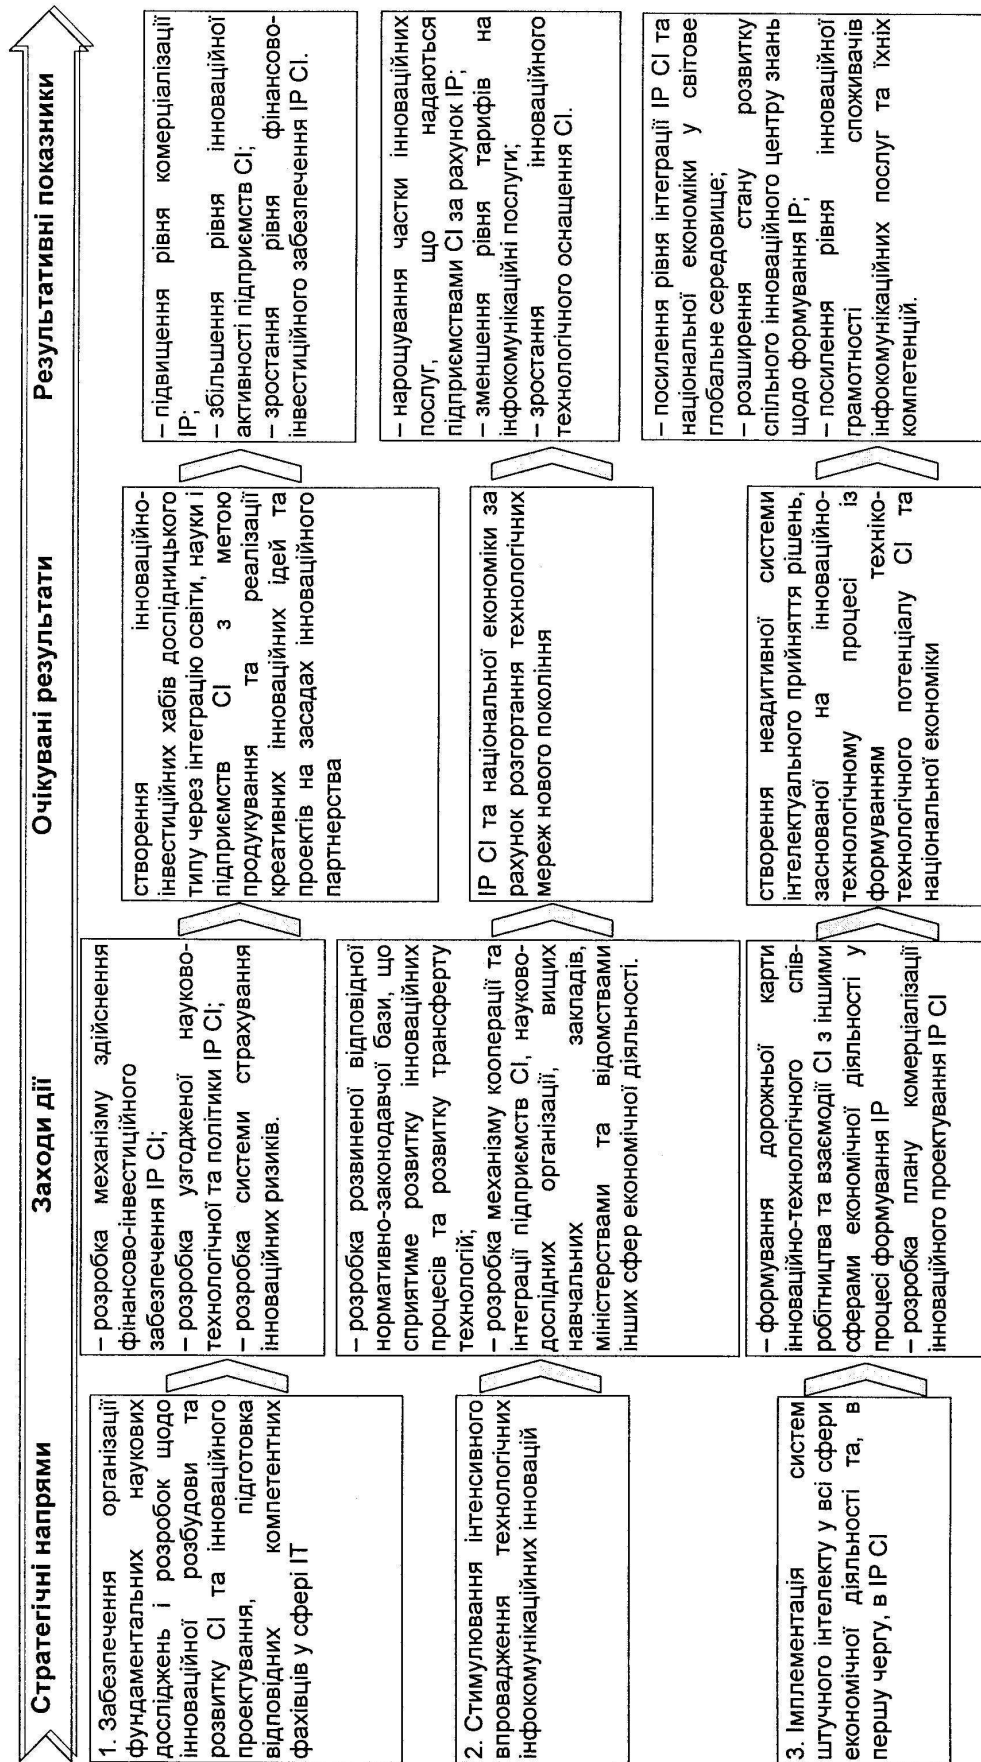 Стратегічні напрями
Заходи дії
Очікувані результати
Результативні показники
1. Забезпечення організації
фундаментальних наукових
досліджень і розробок щодо
інноваційної розбудови та
розвитку СІ та інноваційного
проектування, підготовка
відповідних компетентних
фахівців у сфері ІТ
– розробка механізму здійснення
фінансово-інвестиційного
забезпечення ІР СІ;
– розробка узгодженої науково-
технологічної та політики ІР СІ;
– розробка системи страхування
інноваційних ризиків.
створення інноваційно-
інвестиційних хабів дослідницького
типу через інтеграцію освіти, науки і
підприємств СІ з метою
продукування та реалізації
креативних інноваційних ідей та
проектів на засадах інноваційного
партнерства
– підвищення рівня комерціалізації
ІР;
– збільшення рівня інноваційної
активності підприємств СІ;
– зростання рівня фінансово-
інвестиційного забезпечення ІР СІ.
2. Стимулювання інтенсивного
впровадження технологічних
інфокомунікаційних інновацій
– розробка розвиненої відповідної
нормативно-законодавчої бази, що
сприятиме розвитку інноваційних
процесів та розвитку трансферту
технологій;
– розробка механізму кооперації та
інтеграції підприємств СІ, науково-
дослідних організації, вищих
навчальних закладів,
міністерствами та відомствами
інших сфер економічної діяльності.
ІР СІ та національної економіки за
рахунок розгортання технологічних
мереж нового покоління
– нарощування частки інноваційних
послуг, що надаються
підприємствами СІ за рахунок ІР;
– зменшення рівня тарифів на
інфокомунікаційні послуги;
– зростання інноваційного
технологічного оснащення СІ.
3. Імплементація систем
штучного інтелекту у всі сфери
економічної діяльності та, в
першу чергу, в ІР СІ
– формування дорожньої карти
інноваційно-технологічного спів-
робітництва та взаємодії СІ з іншими
сферами економічної діяльності у
процесі формування ІР
– розробка плану комерціалізації
інноваційного проектування ІР СІ
створення неадитивної системи
інтелектуального прийняття рішень,
заснованої на інноваційно-
технологічному процесі із
формуванням техніко-
технологічного потенціалу СІ та
національної економіки
– посилення рівня інтеграції ІР СІ та
національної економіки у світове
глобальне середовище;
– розширення стану розвитку
спільного інноваційного центру знань
щодо формування ІР;
– посилення рівня інноваційної
грамотності споживачів
інфокомунікаційних послуг та їхніх
компетенцій.